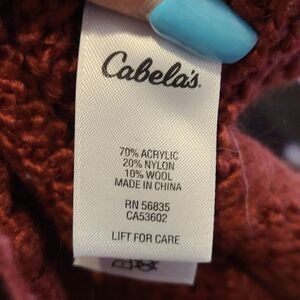 Cabela's
70% ACRYLIC
20% NYLON
10% WOOL
MADE IN CHINA
RN 56835
CA53602
LIFT FOR CARE